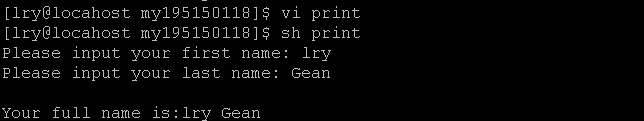 [lry@locahost my195150118]$ vi print
[lry@locahost my195150118]$ sh print
Please input your first name: lry
Please input your last name: Gean
Your full name is:lry Gean